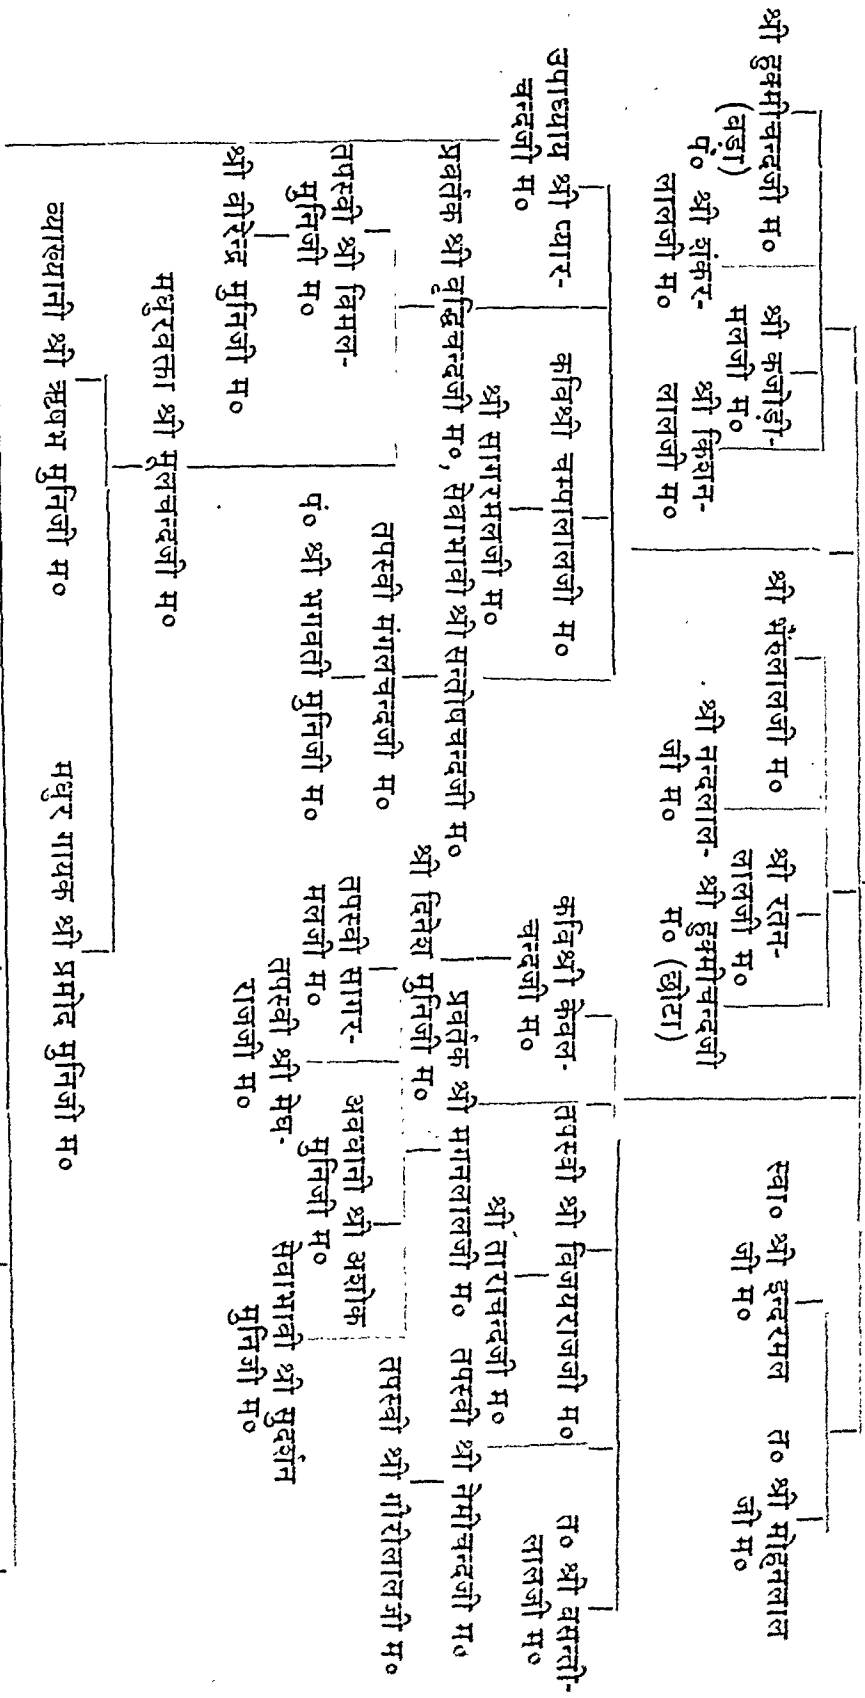 श्री हुक्मीचन्दजी म०
(बड़ा)
पं० श्री शंकर-
लालजी म०
श्री कजोड़ी-
मलजी म०
श्री किशन-
लालजी म०
श्री भैंरुलालजी म०
श्री नन्दलाल-
जी म०
श्री रतन-
लालजी म०
श्री हुक्मीचन्दजी
म० (छोटा)
स्वा० श्री इन्दरमल
जी म०
त० श्री मोहनलाल
जी म०
उपाध्याय श्री प्यार-
चन्दजी म०
कविश्री चम्पालालजी म०
श्री सागरमलजी म०
प्रवर्तक श्री वृद्धिचन्दजी म०, सेवाभावी श्री सन्तोषचन्दजी म०
कविश्री केवल-
चन्दजी म०
तपस्वी श्री विजयराजजी म०
श्री ताराचन्दजी म०
त० श्री वसन्ती-
लालजी म०
प्रवर्तक श्री मगनलालजी म०
तपस्वी श्री नेमीचन्दजी म०
तपस्वी श्री गोरीलालजी म०
श्री दिनेश मुनिजी म०
तपस्वी श्री विमल-
मुनिजी म०
श्री वीरेन्द्र मुनिजी म०
तपस्वी मंगलचन्दजी म०
पं० श्री भगवती मुनिजी म०
तपस्वी सागर-
मलजी म०
तपस्वी श्री मेघ-
राजजी म०
अवधानी श्री अशोक
मुनिजी म०
सेवाभावी श्री सुदर्शन
मुनिजी म०
मधुरवक्ता श्री मूलचन्दजी म०
व्याख्यानी श्री ऋषभ मुनिजी म०
मधुर गायक श्री प्रमोद मुनिजी म०